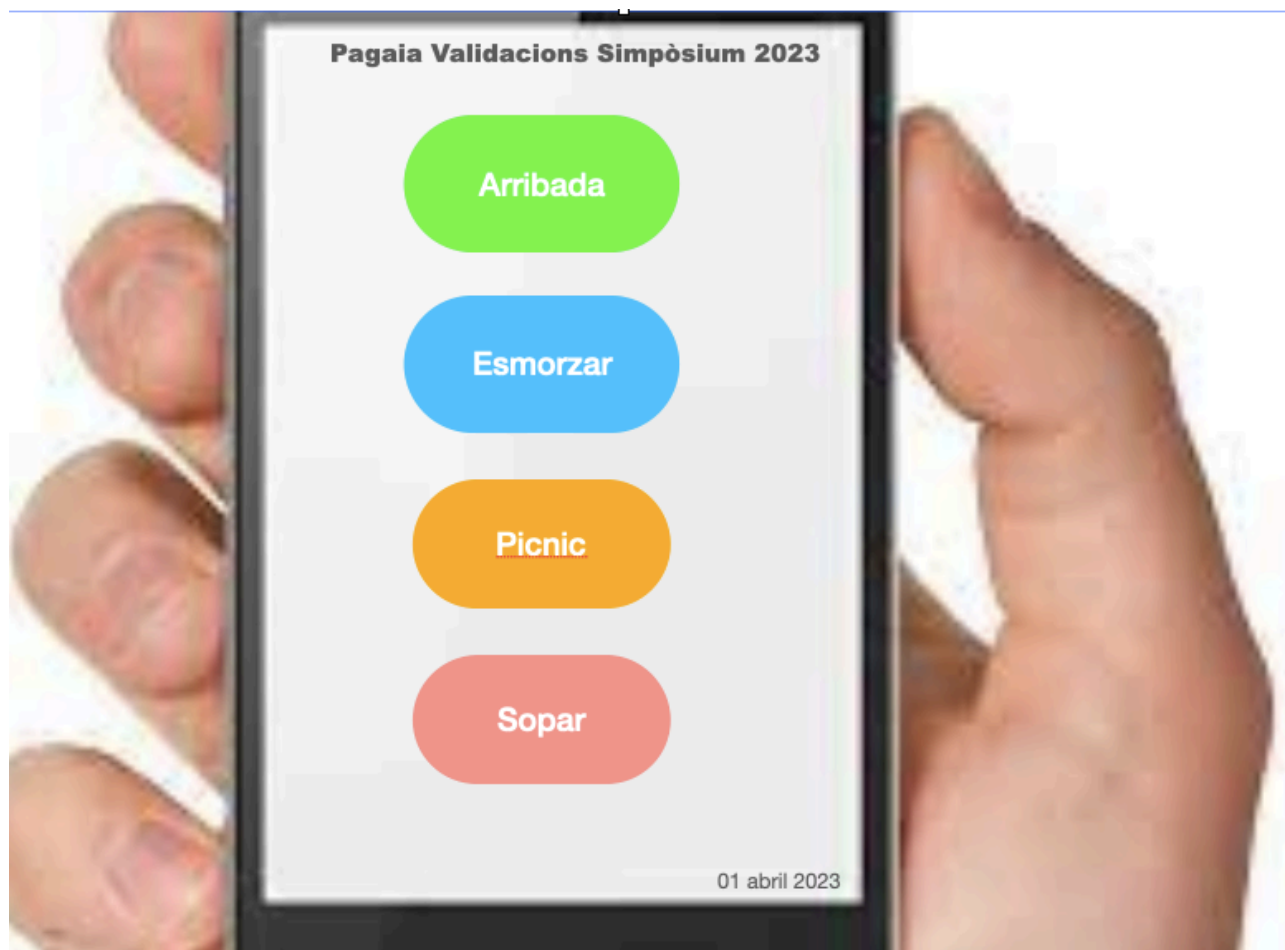 Pagaia Validacions Simpòsium 2023
Arribada
Esmorzar
Picnic
Sopar
01 abril 2023